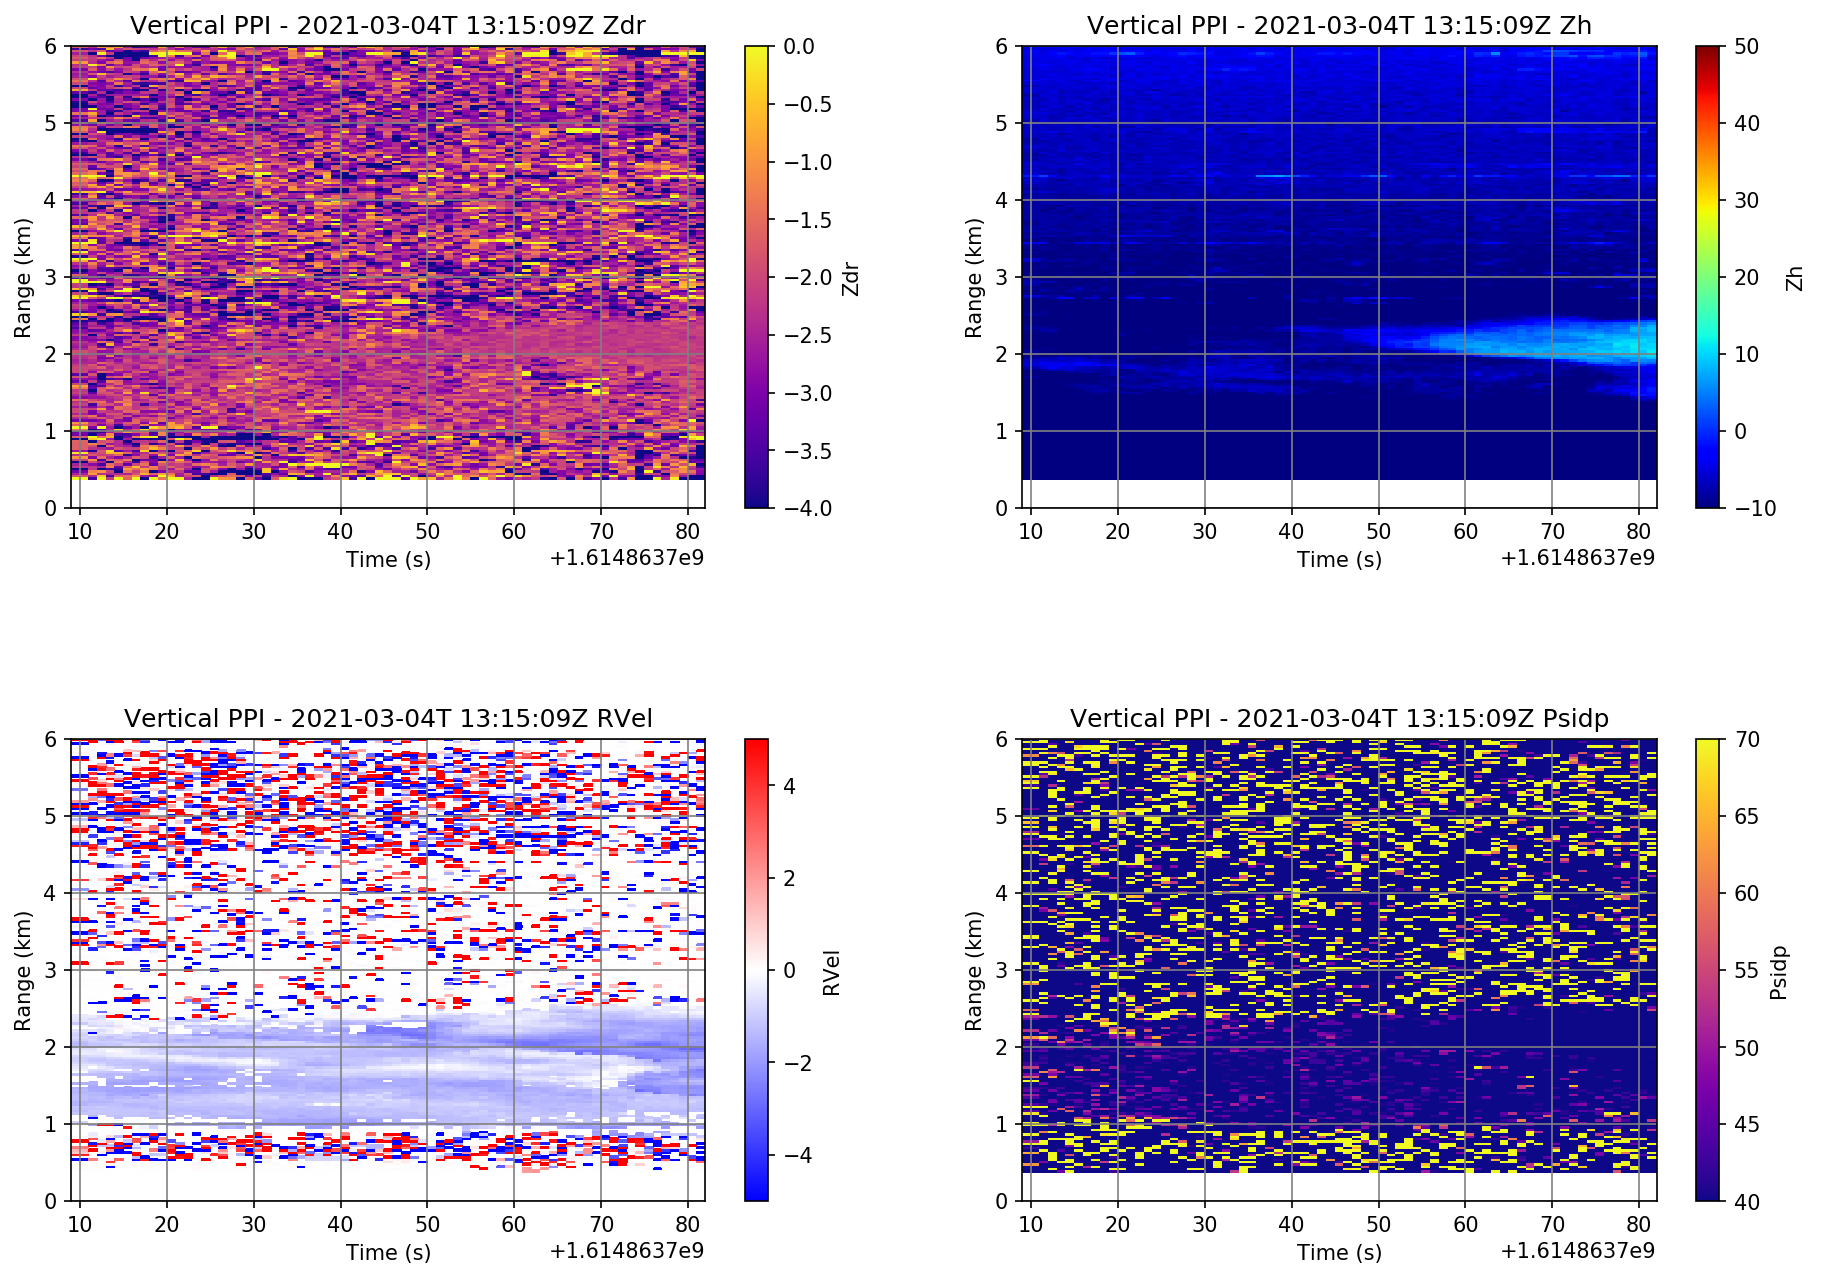 Vertical PPI - 2021-03-04T 13:15:09Z Zdr
6
5
4
3
2
1
0
Range (km)
10 20 30 40 50 60 70 80
Time (s)
+1.6148637e9
0.0
−0.5
−1.0
−1.5
−2.0
−2.5
−3.0
−3.5
−4.0
Zdr
Vertical PPI - 2021-03-04T 13:15:09Z Zh
6
5
4
3
2
1
0
Range (km)
10 20 30 40 50 60 70 80
Time (s)
+1.6148637e9
50
40
30
20
10
0
−10
Zh
Vertical PPI - 2021-03-04T 13:15:09Z RVel
6
5
4
3
2
1
0
Range (km)
10 20 30 40 50 60 70 80
Time (s)
+1.6148637e9
4
2
0
−2
−4
RVel
Vertical PPI - 2021-03-04T 13:15:09Z Psidp
6
5
4
3
2
1
0
Range (km)
10 20 30 40 50 60 70 80
Time (s)
+1.6148637e9
70
65
60
55
50
45
40
Psidp